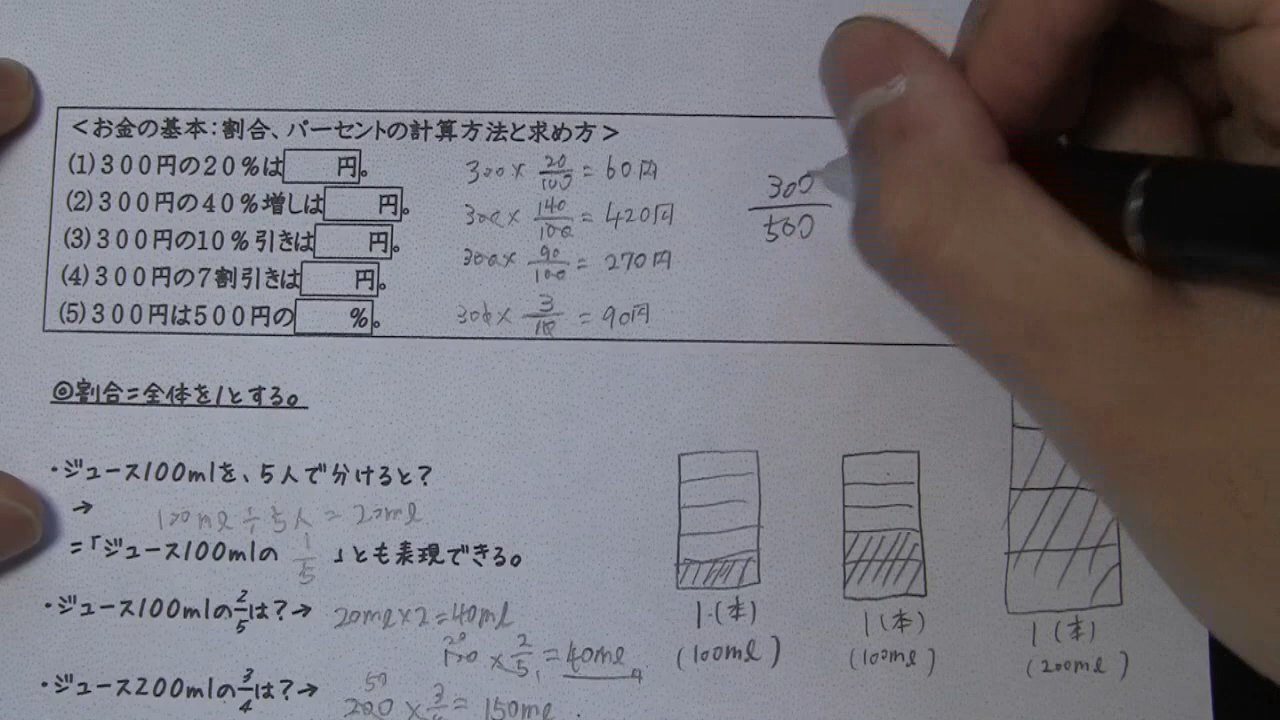 <お金の基本:割合、パーセントの計算方法と求め方>
(1)300円の20%は 円。 300×20/100=60円
(2)300円の40%増しは 円。 300×140/100=420円
(3)300円の10%引きは 円。 300×90/100=270円
(4)300円の7割引きは 円。 300×3/10=90円
(5)300円は500円の %。
300/500
◎割合=全体を1とする。
・ジュース100mlを、5人で分けると?
→ 100ml÷5人=20ml
=「ジュース100mlの1/5」とも表現できる。
・ジュース100mlの2/5は?→ 20ml×2=40ml
20
100×2/5=40ml
1
・ジュース200mlの3/4は?→ 200×3/4=150ml
50
1(本)
(100ml)
1(本)
(100ml)
1(本)
(200ml)